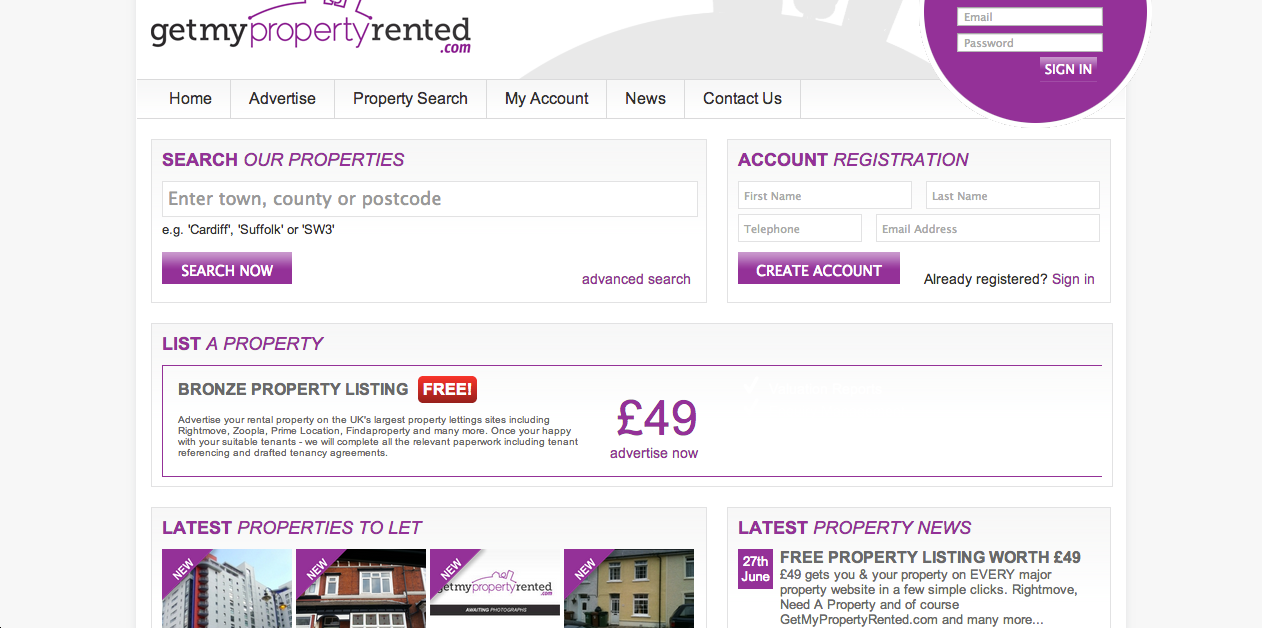 getmypropertyrented
.com
Email
Password
SIGN IN
Home
Advertise
Property Search
My Account
News
Contact Us
SEARCH OUR PROPERTIES
Enter town, county or postcode
e.g. 'Cardiff', 'Suffolk' or 'SW3'
SEARCH NOW
advanced search
ACCOUNT REGISTRATION
First Name
Last Name
Telephone
Email Address
CREATE ACCOUNT
Already registered? Sign in
LIST A PROPERTY
BRONZE PROPERTY LISTING FREE!
Advertise your rental property on the UK's largest property lettings sites including
Rightmove, Zoopla, Prime Location, Findaproperty and many more. Once your happy
with your suitable tenants - we will complete all the relevant paperwork including tenant
referencing and drafted tenancy agreements.
£49
advertise now
LATEST PROPERTIES TO LET
NEW
NEW
NEW
getmypropertyrented
.com
AWAITING PHOTOGRAPHS
NEW
LATEST PROPERTY NEWS
27th
June
FREE PROPERTY LISTING WORTH £49
£49 gets you & your property on EVERY major
property website in a few simple clicks. Rightmove,
Need A Property and of course
GetMyPropertyRented.com and many more...